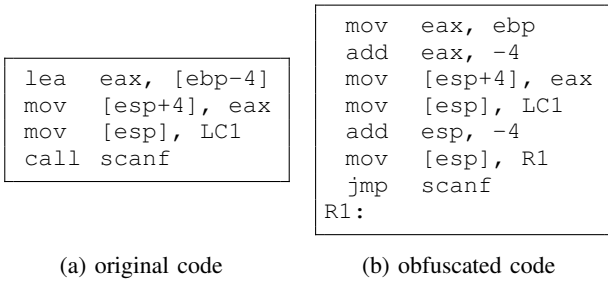 lea eax, [ebp-4]
mov [esp+4], eax
mov [esp], LC1
call scanf
(a) original code
mov eax, ebp
add eax, -4
mov [esp+4], eax
mov [esp], LC1
add esp, -4
mov [esp], R1
jmp scanf
R1:
(b) obfuscated code